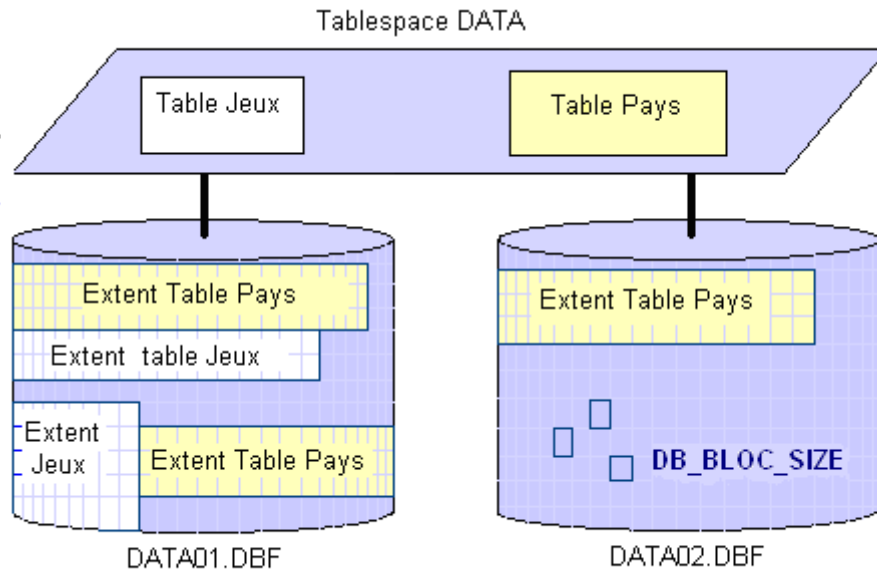 Tablespace DATA
Table Jeux
Table Pays
Extent Table Pays
Extent table Jeux
Extent
Jeux
Extent Table Pays
DATA01.DBF
Extent Table Pays
DB_BLOC_SIZE
DATA02.DBF